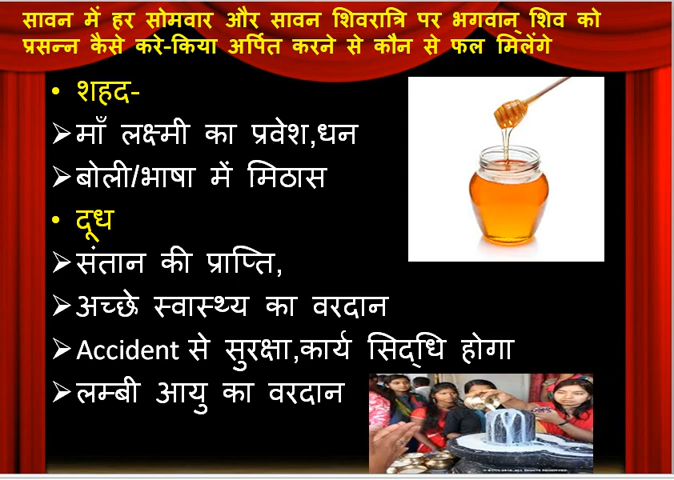 सावन में हर सोमवार और सावन शिवरात्रि पर भगवान् शिव को
प्रसन्न कैसे करे-किया अर्पित करने से कौन से फल मिलेंगे
• शहद-
➤माँ लक्ष्मी का प्रवेश,धन
➤बोली/भाषा में मिठास
• दूध
➤संतान की प्राप्ति,
➤अच्छे स्वास्थ्य का वरदान
➤Accident से सुरक्षा,कार्य सिद्धि होगा
➤लम्बी आयु का वरदान